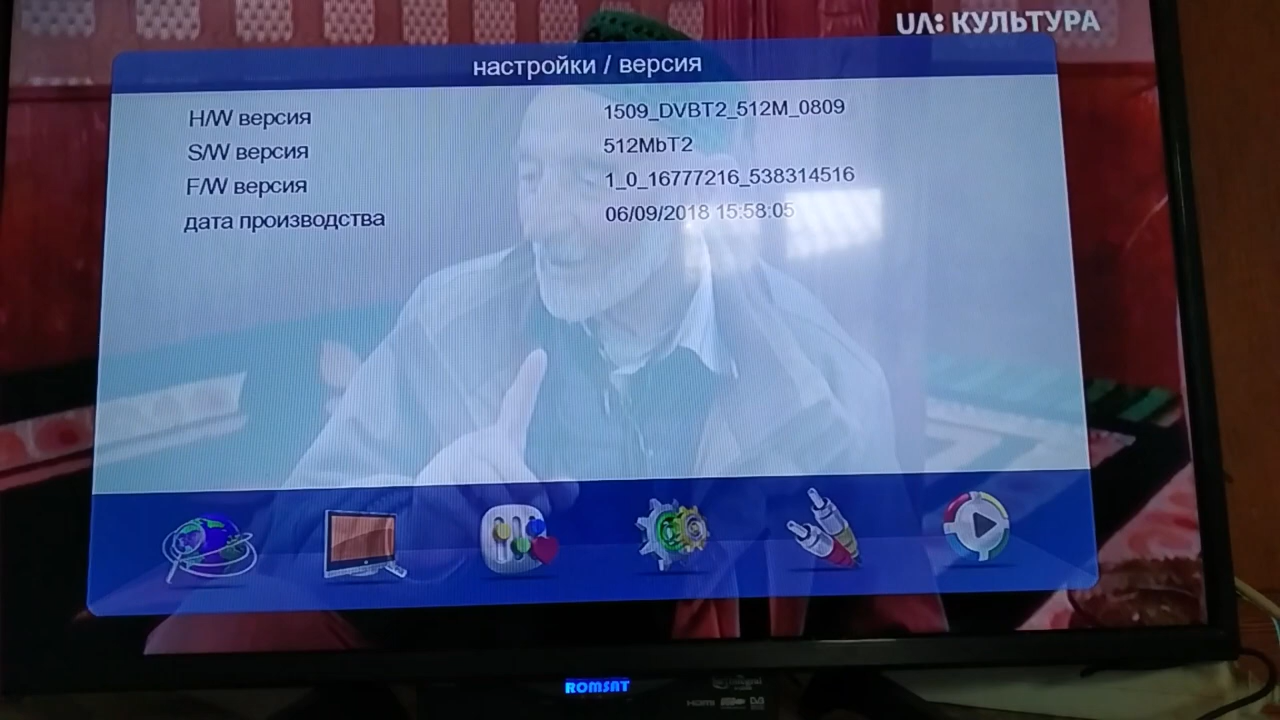 UA: КУЛЬТУРА
настройки / версия
H/W версия 1509_DVBT2_512M_0809
S/W версия 512MbT2
F/W версия 1_0_16777216_538314516
дата производства 06/09/2018 15:58:05
ROMSAT
HDMI